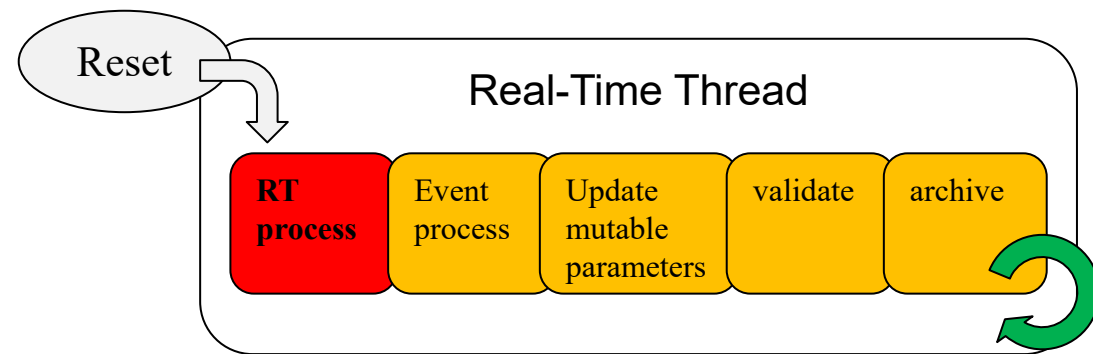 Reset
Real-Time Thread
RT
process
Event
process
Update
mutable
parameters
validate
archive